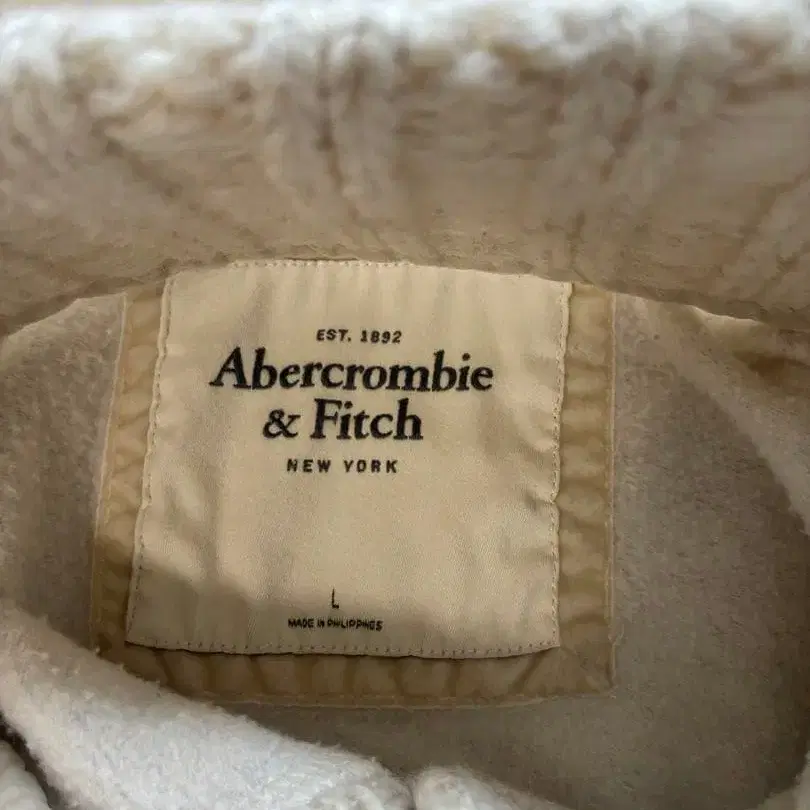 EST. 1892
Abercrombie
& Fitch
NEW YORK
L
MADE IN PHILIPPINES